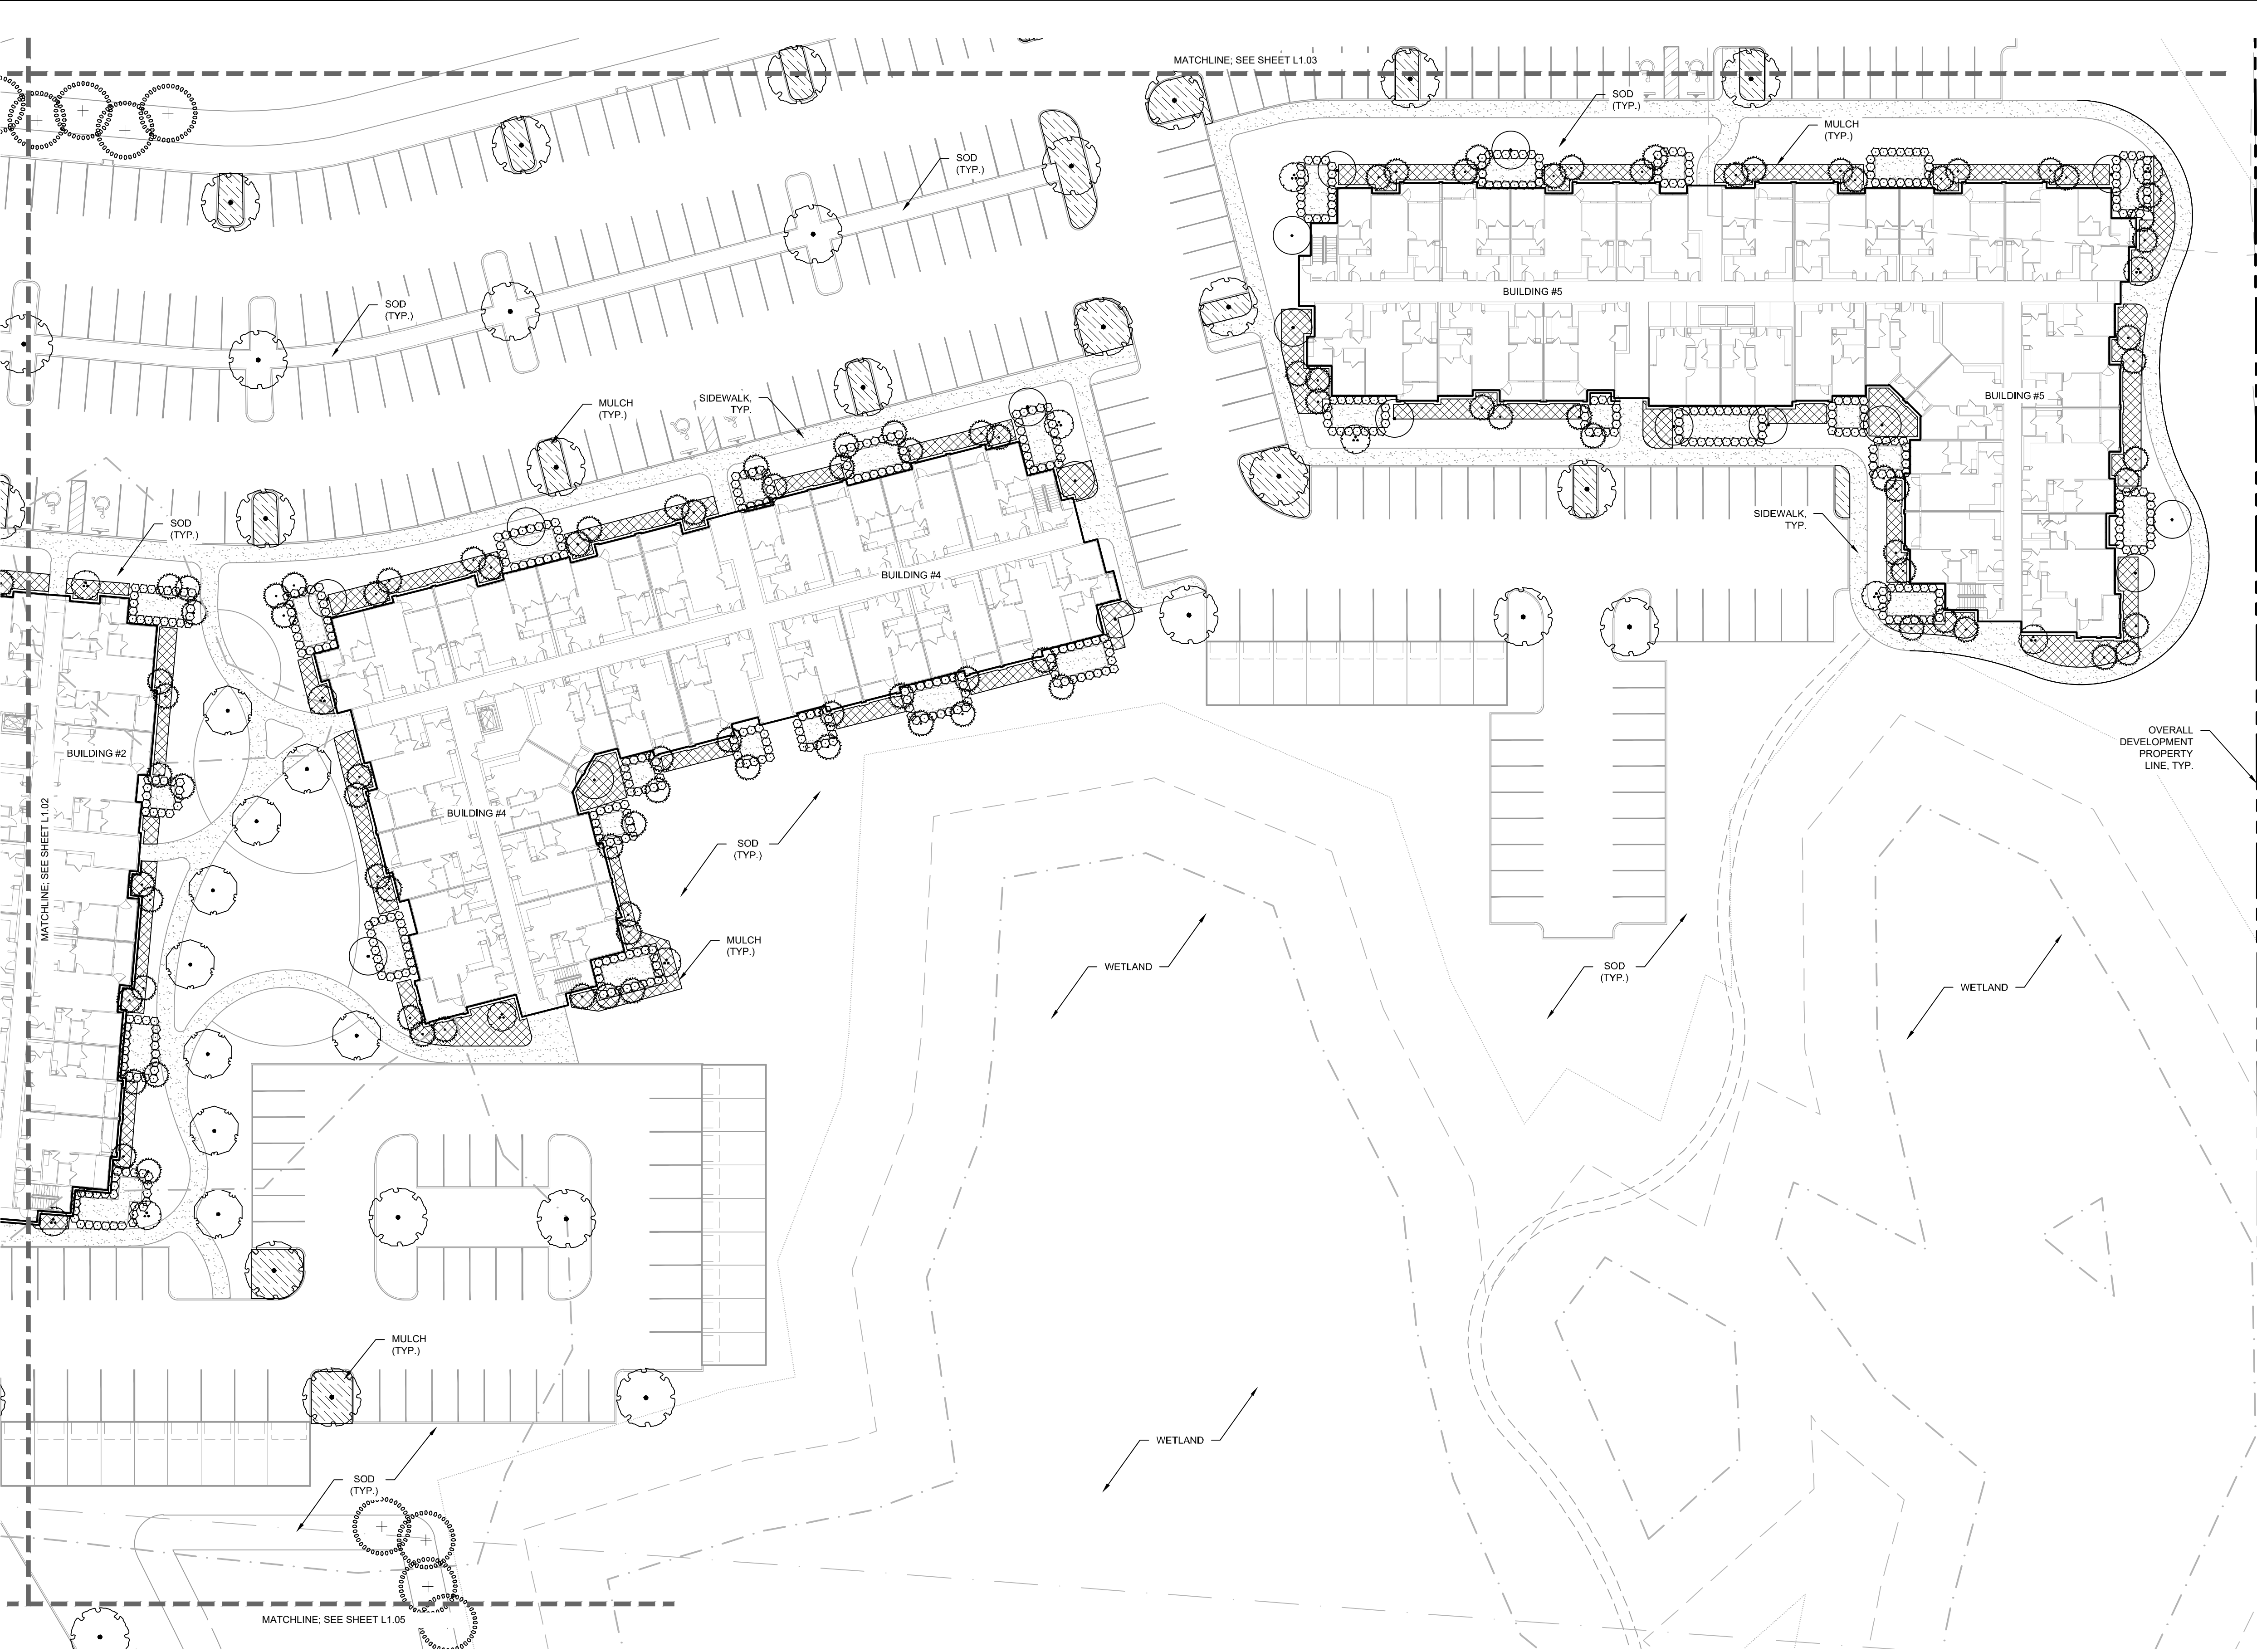 MATCHLINE; SEE SHEET L1.03
SOD
(TYP.)
MULCH
(TYP.)
SOD
(TYP.)
BUILDING #5
SOD
(TYP.)
BUILDING #5
SIDEWALK,
TYP.
MULCH
(TYP.)
SIDEWALK,
TYP.
SOD
(TYP.)
BUILDING #4
OVERALL
DEVELOPMENT
PROPERTY
LINE, TYP.
BUILDING #2
MATCHLINE; SEE SHEET L1.02
BUILDING #4
SOD
(TYP.)
MULCH
(TYP.)
WETLAND
SOD
(TYP.)
WETLAND
MULCH
(TYP.)
WETLAND
SOD
(TYP.)
MATCHLINE; SEE SHEET L1.05